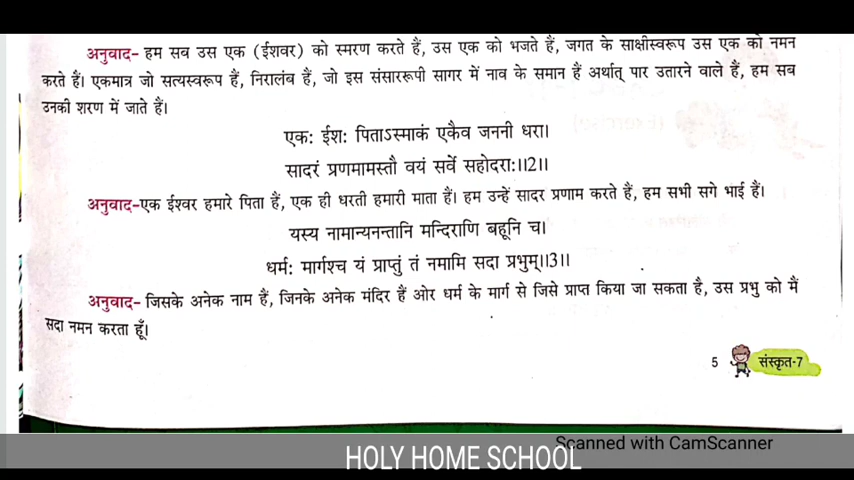 अनुवाद- हम सब उस एक (ईशवर) को स्मरण करते हैं, उस एक को भजते हैं, जगत के साक्षीस्वरूप उस एक को नमन
करते हैं। एकमात्र जो सत्यस्वरूप हैं, निरालंब हैं, जो इस संसाररूपी सागर में नाव के समान हैं अर्थात् पार उतारने वाले हैं, हम सब
उनकी शरण में जाते हैं।
एक: ईश: पिताऽस्माकं एकैव जननी धरा।
सादरं प्रणमामस्तौ वयं सर्वे सहोदरा:।।2।।
अनुवाद-एक ईश्वर हमारे पिता हैं, एक ही धरती हमारी माता हैं। हम उन्हें सादर प्रणाम करते हैं, हम सभी सगे भाई हैं।
यस्य नामान्यनन्तानि मन्दिराणि बहूनि च।
धर्म: मार्गश्च यं प्राप्तुं तं नमामि सदा प्रभुम्।।3।।
अनुवाद- जिसके अनेक नाम हैं, जिनके अनेक मंदिर हैं ओर धर्म के मार्ग से जिसे प्राप्त किया जा सकता है, उस प्रभु को मैं
सदा नमन करता हूँ।
5 संस्कृत-7
Scanned with CamScanner
HOLY HOME SCHOOL